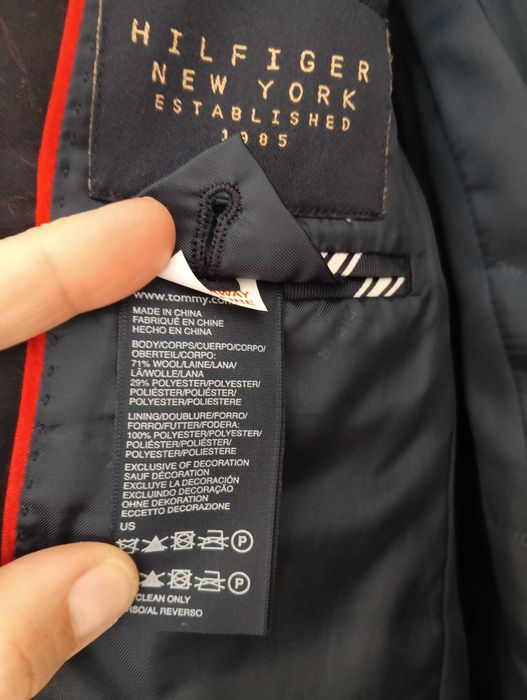 HILFIGER
NEW YORK
ESTABLISHED
1985
www.tommy.co
MADE IN CHINA
FABRIQUÉ EN CHINE
HECHO EN CHINA
BODY/CORPS/CUERPO/CORPO/
OBERTEIL/CORPO:
71% WOOL/LAINE/LANA/
LÃ/WOLLE/LANA
29% POLYESTER/POLYESTER/
POLIÉSTER/POLIÉSTER/
POLYESTER/POLIESTERE
LINING/DOUBLURE/FORRO/
FORRO/FUTTER/FODERA:
100% POLYESTER/POLYESTER/
POLIÉSTER/POLIÉSTER/
POLYESTER/POLIESTERE
EXCLUSIVE OF DECORATION
SAUF DÉCORATION
EXCLUYE LA DECORACIÓN
EXCLUINDO DECORAÇÃO
OHNE DEKORATION
ECCETTO DECORAZIONE
US
P
P
CLEAN ONLY
RSO/AL REVERSO